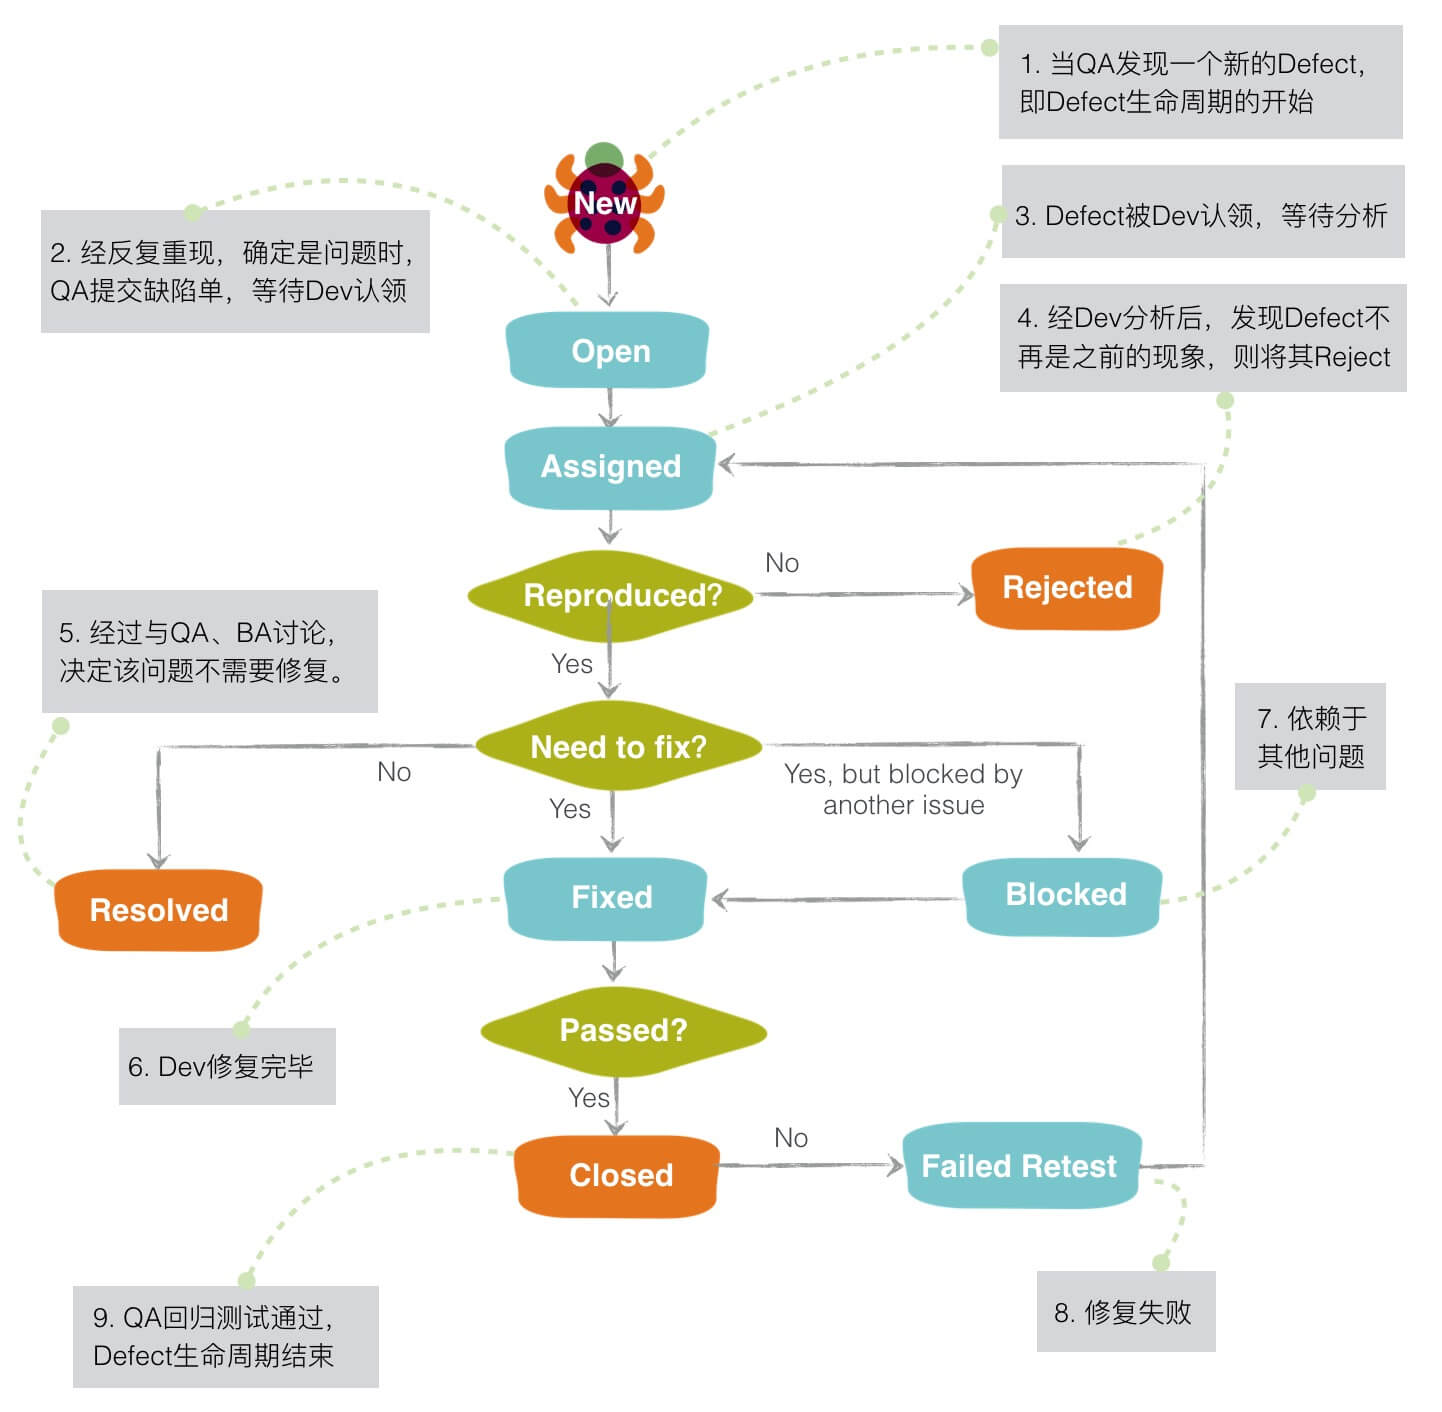 1. 当QA发现一个新的Defect，
即Defect生命周期的开始
New
3. Defect被Dev认领，等待分析
2. 经反复重现，确定是问题时，
QA提交缺陷单，等待Dev认领
4. 经Dev分析后，发现Defect不
再是之前的现象，则将其Reject
Open
Assigned
No
Reproduced?
Rejected
Yes
5. 经过与QA、BA讨论，
决定该问题不需要修复。
7. 依赖于
其他问题
Need to fix?
No
Yes, but blocked by
another issue
Yes
Resolved
Fixed
Blocked
Passed?
6. Dev修复完毕
Yes
No
Closed
Failed Retest
8. 修复失败
9. QA回归测试通过，
Defect生命周期结束